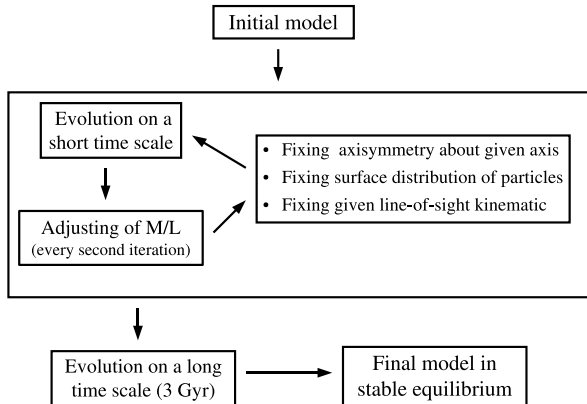 Initial model
Evolution on a
short time scale
Adjusting of M/L
(every second iteration)
• Fixing axisymmetry about given axis
• Fixing surface distribution of particles
• Fixing given line-of-sight kinematic
Evolution on a long
time scale (3 Gyr)
Final model in
stable equilibrium